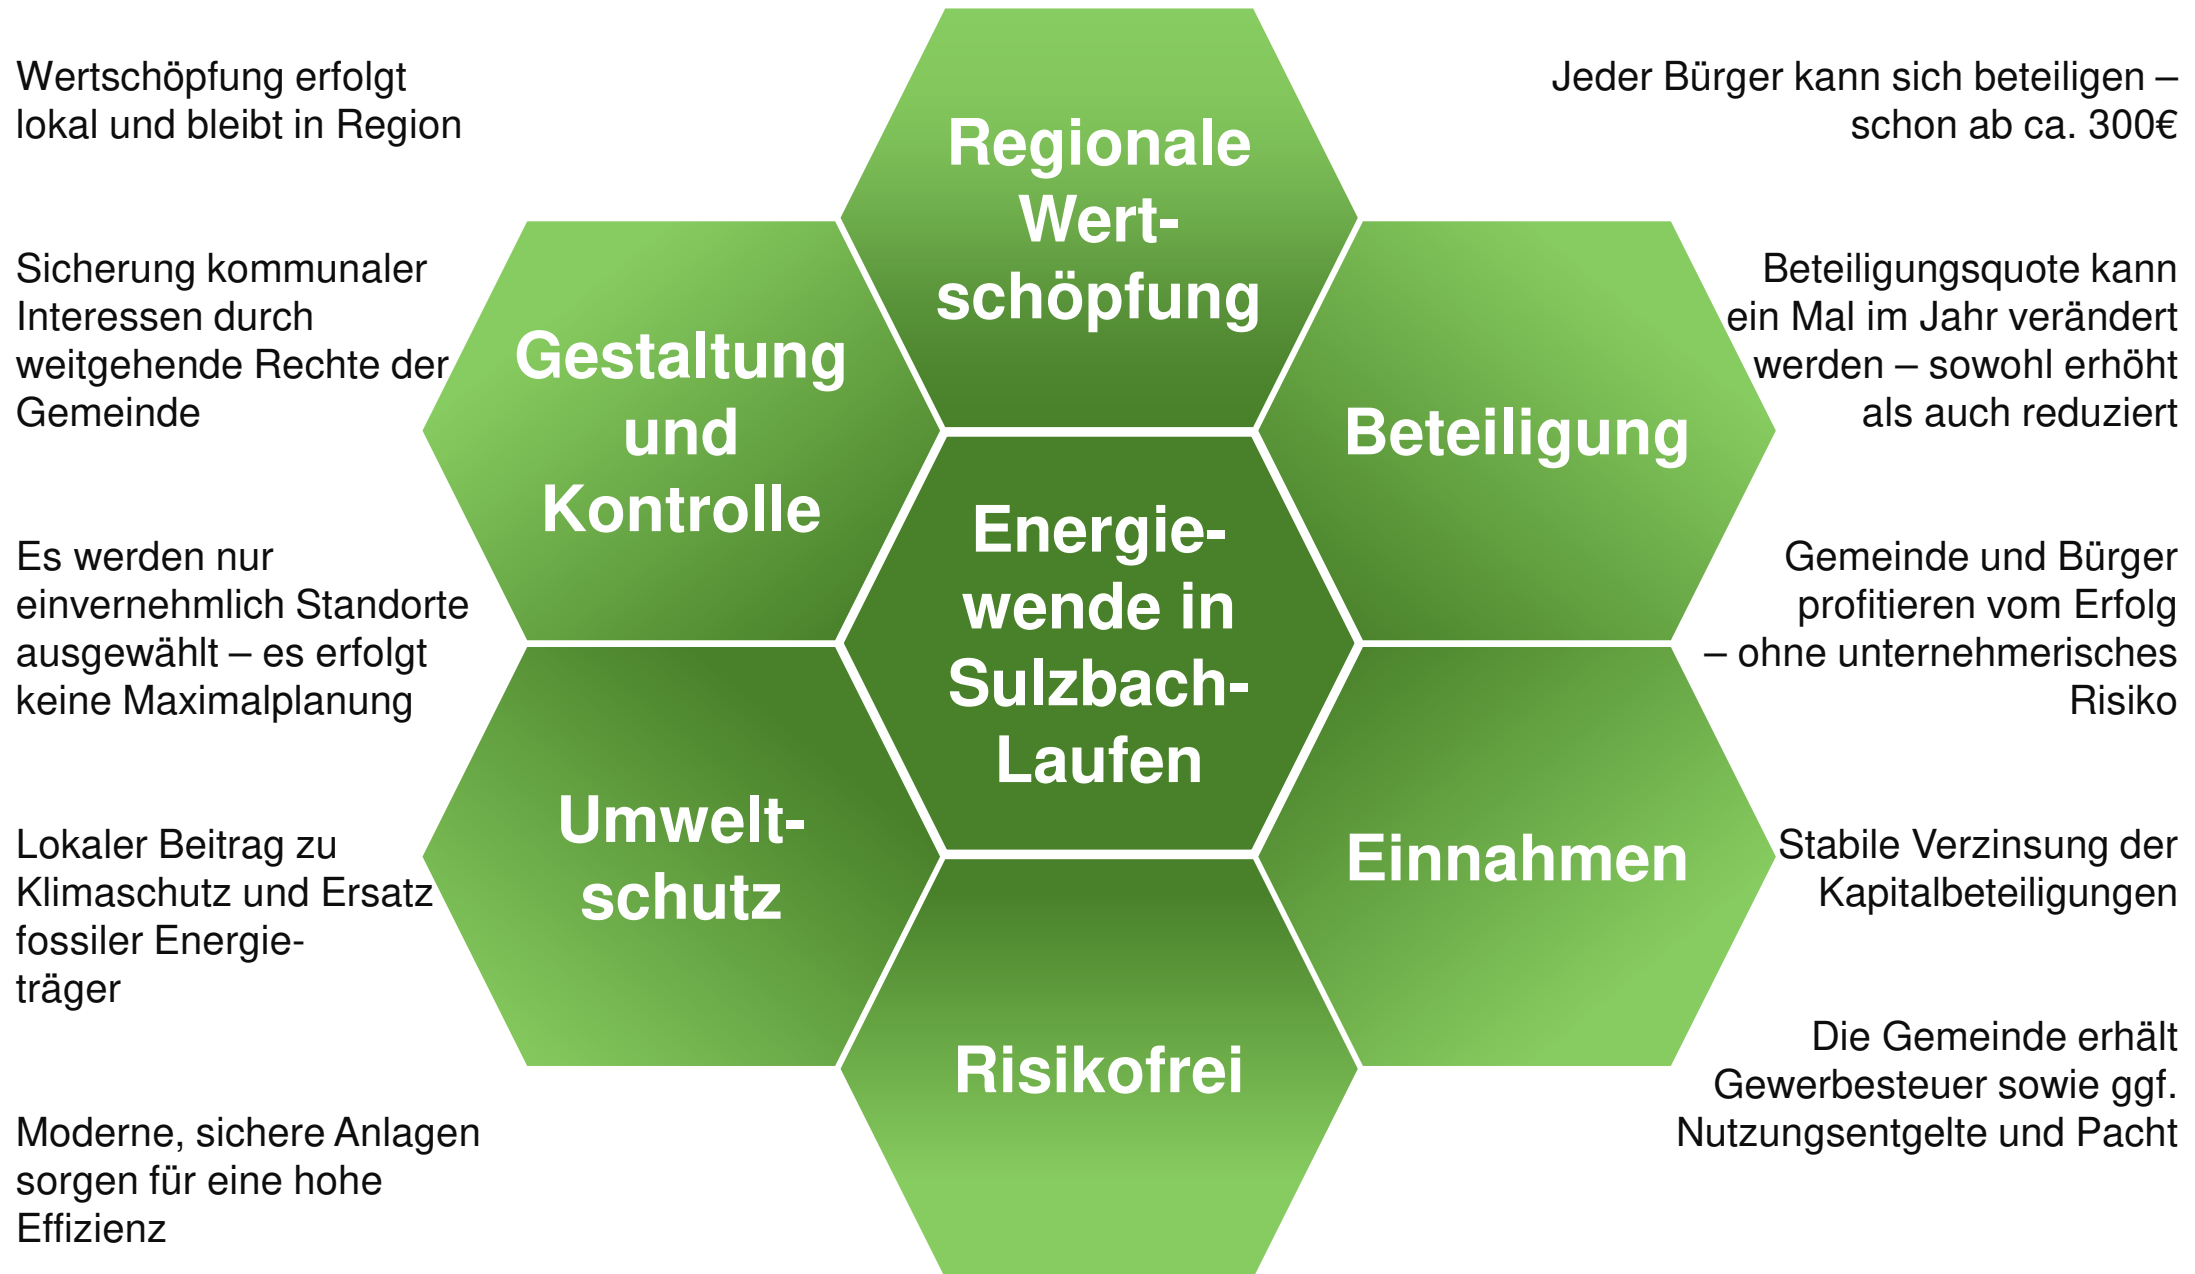 Wertschöpfung erfolgt
lokal und bleibt in Region
Sicherung kommunaler
Interessen durch
weitgehende Rechte der
Gemeinde
Es werden nur
einvernehmlich Standorte
ausgewählt – es erfolgt
keine Maximalplanung
Lokaler Beitrag zu
Klimaschutz und Ersatz
fossiler Energie-
träger
Moderne, sichere Anlagen
sorgen für eine hohe
Effizienz
Regionale
Wert-
schöpfung
Gestaltung
und
Kontrolle
Beteiligung
Energie-
wende in
Sulzbach-
Laufen
Umwelt-
schutz
Einnahmen
Risikofrei
Jeder Bürger kann sich beteiligen –
schon ab ca. 300€
Beteiligungsquote kann
ein Mal im Jahr verändert
werden – sowohl erhöht
als auch reduziert
Gemeinde und Bürger
profitieren vom Erfolg
– ohne unternehmerisches
Risiko
Stabile Verzinsung der
Kapitalbeteiligungen
Die Gemeinde erhält
Gewerbesteuer sowie ggf.
Nutzungsentgelte und Pacht